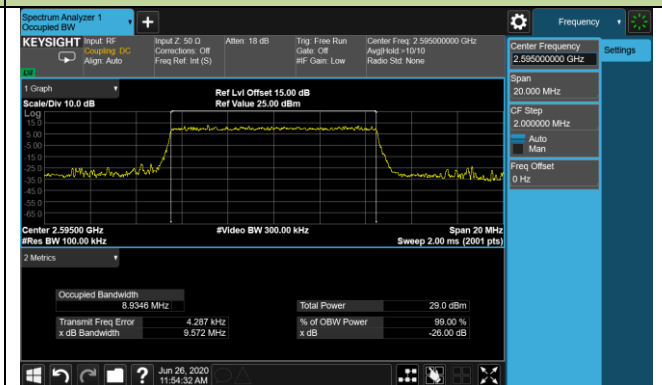 Spectrum Analyzer 1
Occupied BW
Frequency
KEYSIGHT
Input: RF
Coupling: DC
Align: Auto
Input Z: 50 Ω
Corrections: Off
Freq Ref: Int (S)
Atten: 18 dB
Trig: Free Run
Gate: Off
#IF Gain: Low
Center Freq: 2.595000000 GHz
Avg|Hold:>10/10
Radio Std: None
Center Frequency
2.595000000 GHz
Settings
Span
20.000 MHz
CF Step
2.000000 MHz
Auto
Man
Freq Offset
0 Hz
1 Graph
Scale/Div 10.0 dB
Ref Lvl Offset 15.00 dB
Ref Value 25.00 dBm
Log
15.0
5.00
-5.00
-15.0
-25.0
-35.0
-45.0
-55.0
-65.0
Center 2.59500 GHz
#Video BW 300.00 kHz
Span 20 MHz
#Res BW 100.00 kHz
Sweep 2.00 ms (2001 pts)
2 Metrics
Occupied Bandwidth
8.9346 MHz
Total Power
29.0 dBm
Transmit Freq Error
4.287 kHz
% of OBW Power
99.00 %
x dB Bandwidth
9.572 MHz
x dB
-26.00 dB
Jun 26, 2020
11:54:32 AM